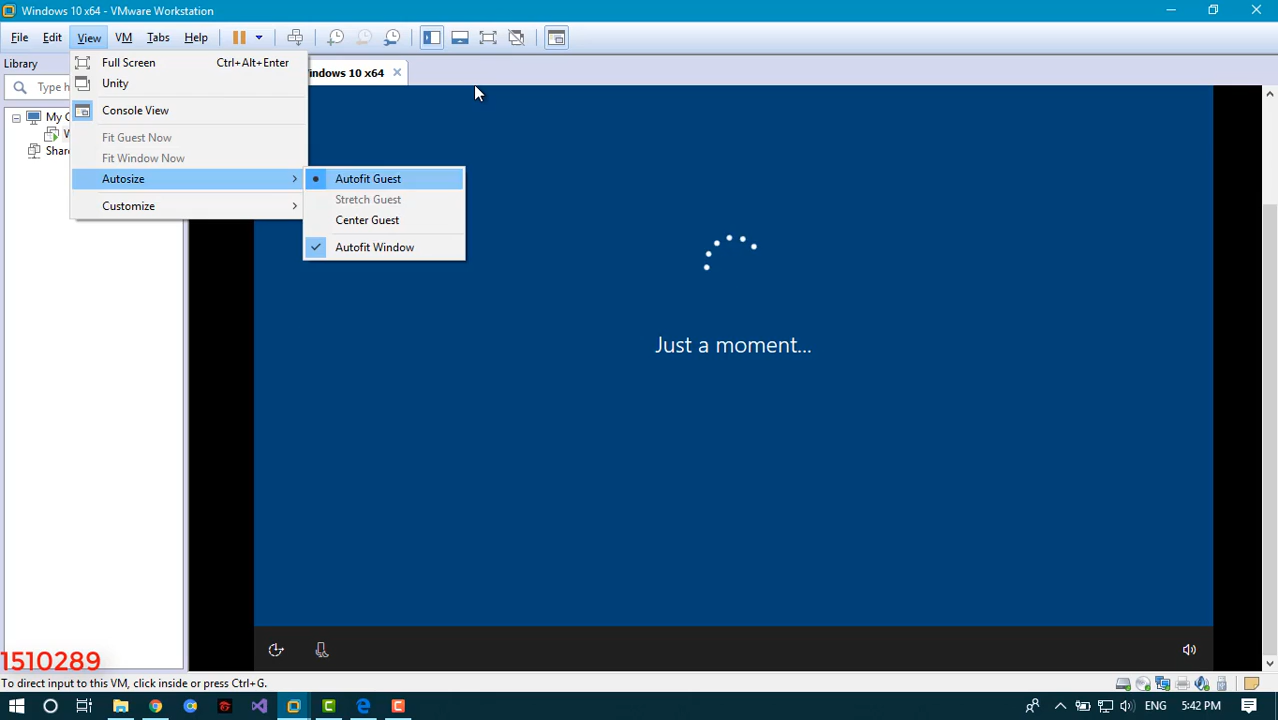 Windows 10 x64 - VMware Workstation
File Edit View VM Tabs Help
Library
Full Screen Ctrl+Alt+Enter
Unity
Console View
Fit Guest Now
Fit Window Now
Autosize
Customize
Autofit Guest
Stretch Guest
Center Guest
Autofit Window
indows 10 x64
Type h
My C
W
Shar
Just a moment...
1510289
To direct input to this VM, click inside or press Ctrl+G.
ENG 5:42 PM